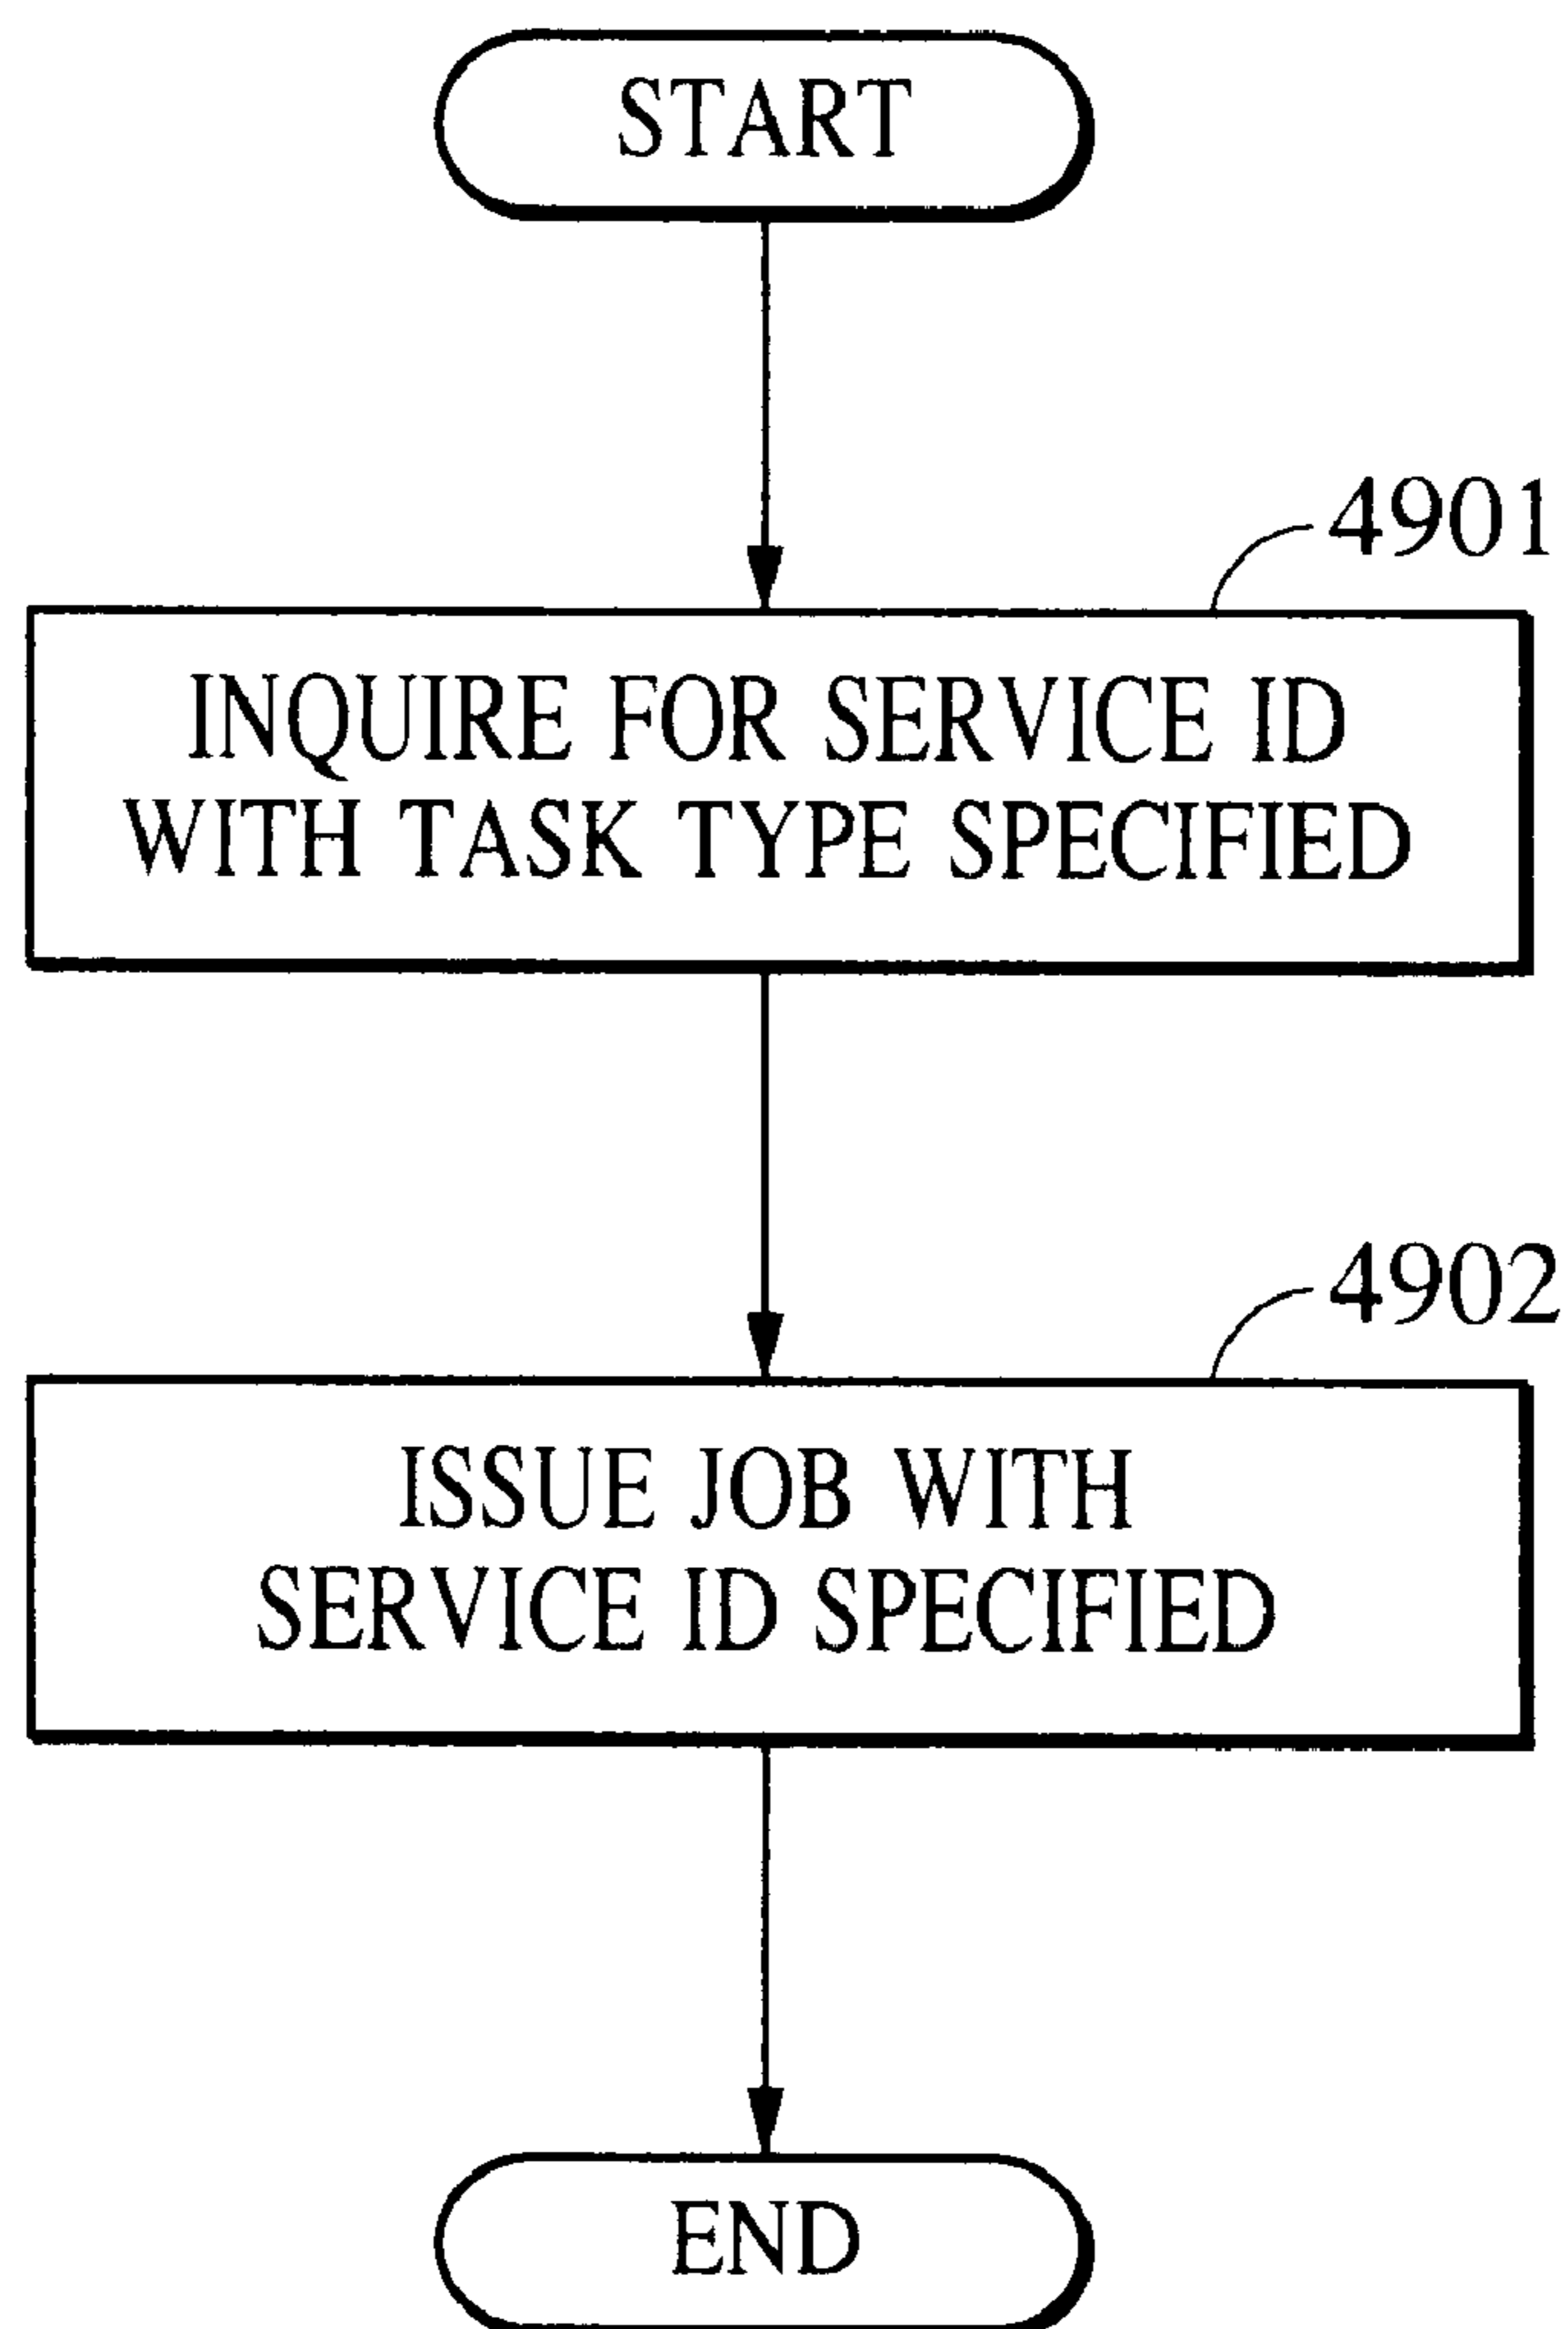 START
4901
INQUIRE FOR SERVICE ID
WITH TASK TYPE SPECIFIED
4902
ISSUE JOB WITH
SERVICE ID SPECIFIED
END